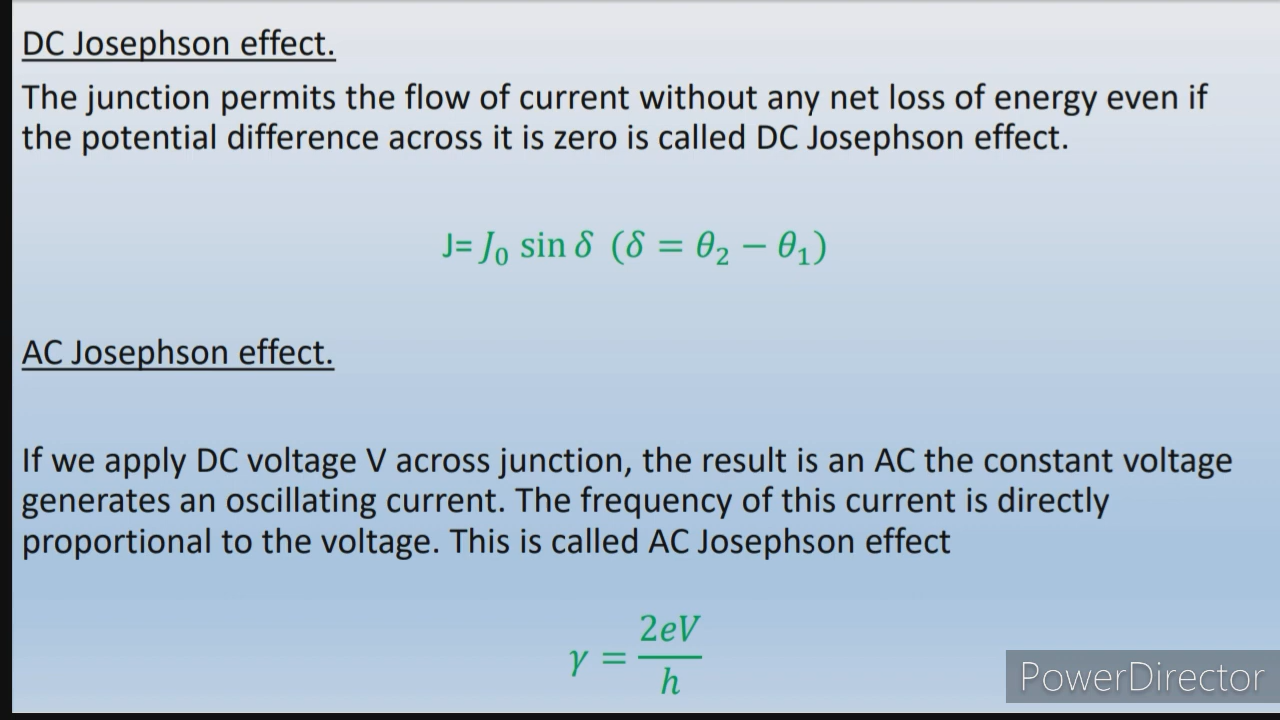 DC Josephson effect.
The junction permits the flow of current without any net loss of energy even if
the potential difference across it is zero is called DC Josephson effect.
J= J₀ sin δ (δ = θ₂ − θ₁)
AC Josephson effect.
If we apply DC voltage V across junction, the result is an AC the constant voltage
generates an oscillating current. The frequency of this current is directly
proportional to the voltage. This is called AC Josephson effect
γ = 2eV/h
PowerDirector